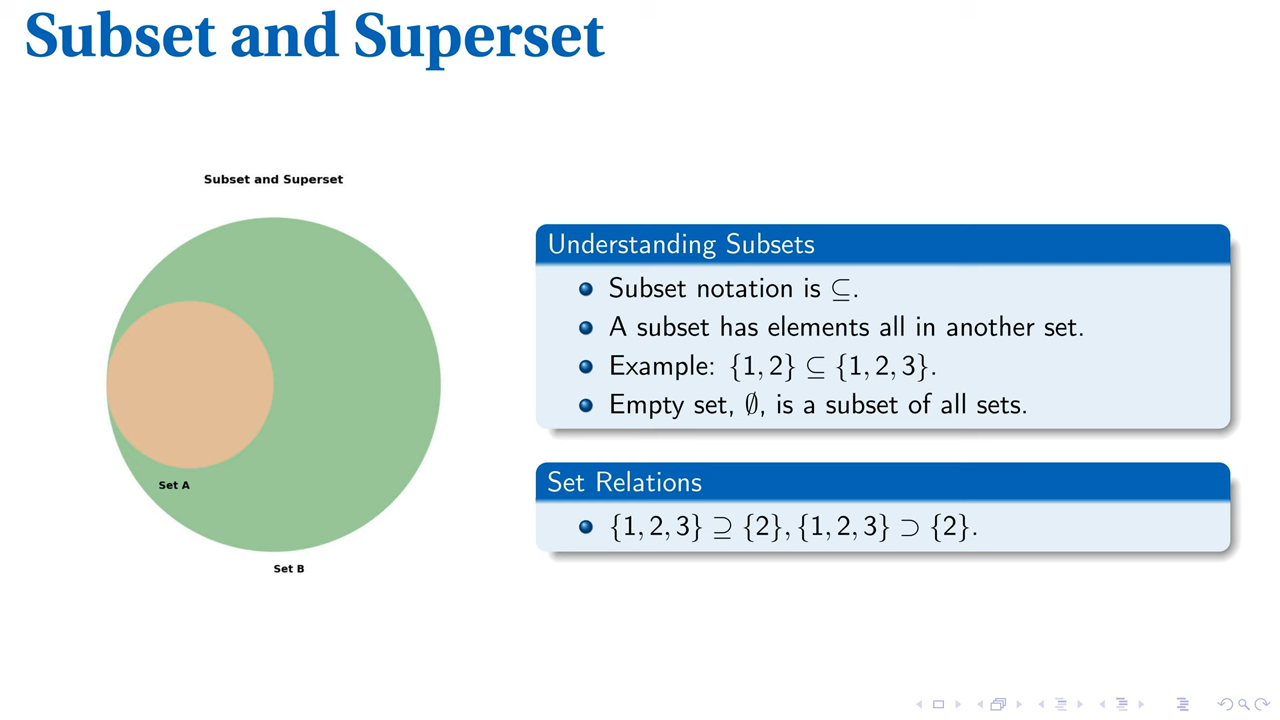 Subset and Superset
Subset and Superset
Set A
Set B
Understanding Subsets
Subset notation is ⊆.
A subset has elements all in another set.
Example: {1, 2} ⊆ {1, 2, 3}.
Empty set, ∅, is a subset of all sets.
Set Relations
{1, 2, 3} ⊇ {2}, {1, 2, 3} ⊃ {2}.